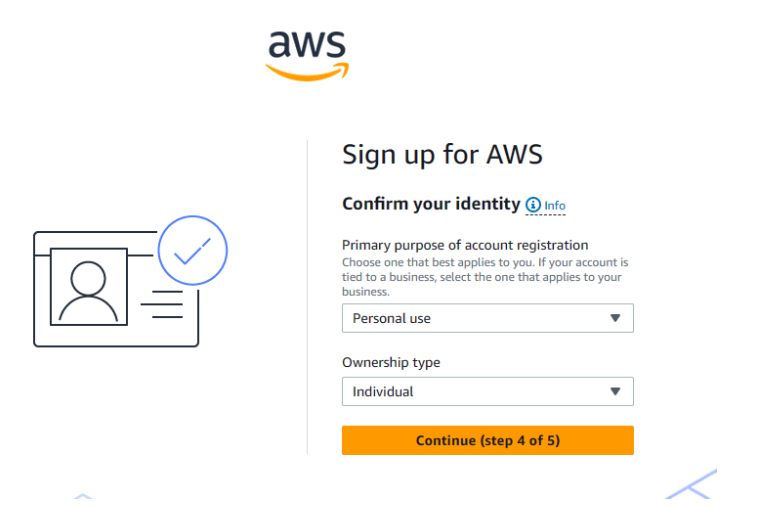 aws
Sign up for AWS
Confirm your identity Info
Primary purpose of account registration
Choose one that best applies to you. If your account is
tied to a business, select the one that applies to your
business.
Personal use
Ownership type
Individual
Continue (step 4 of 5)